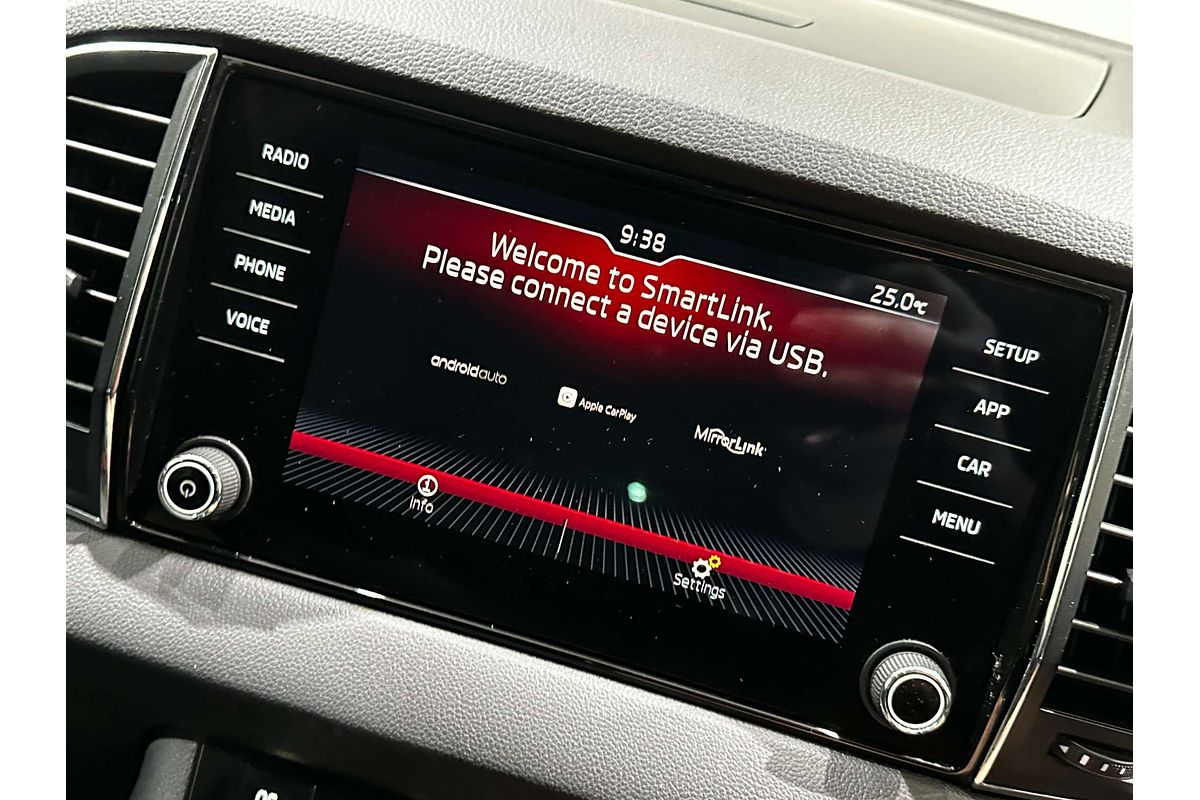 RADIO
MEDIA
PHONE
VOICE
9:38
25.0°C
Welcome to SmartLink.
Please connect a device via USB.
androidauto
Apple CarPlay
MirrorLink
Info
Settings
SETUP
APP
CAR
MENU